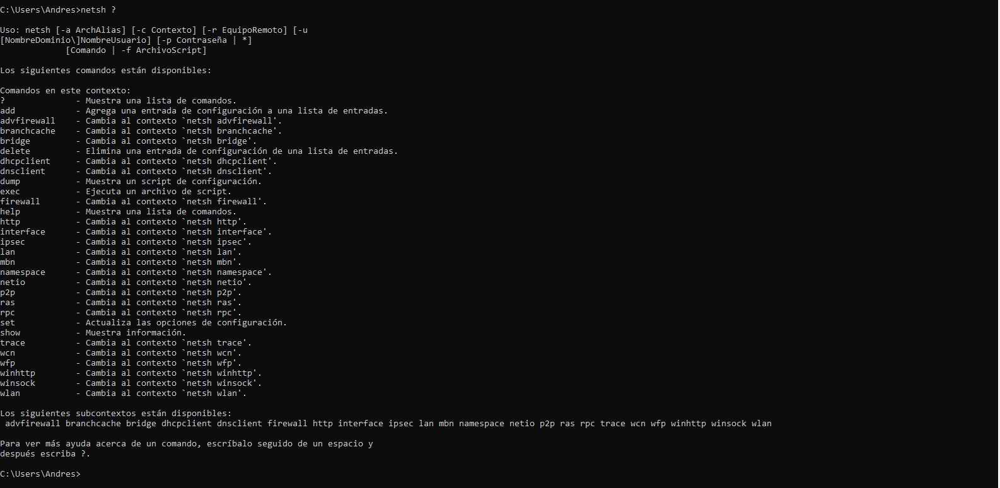 C:\Users\Andres>netsh ?
Uso: netsh [-a ArchAlias] [-c Contexto] [-r EquipoRemoto] [-u
[NombreDominio\]NombreUsuario] [-p Contraseña | *]
[Comando | -f ArchivoScript]
Los siguientes comandos están disponibles:
Comandos en este contexto:
? - Muestra una lista de comandos.
add - Agrega una entrada de configuración a una lista de entradas.
advfirewall - Cambia al contexto `netsh advfirewall'.
branchcache - Cambia al contexto `netsh branchcache'.
bridge - Cambia al contexto `netsh bridge'.
delete - Elimina una entrada de configuración de una lista de entradas.
dhcpclient - Cambia al contexto `netsh dhcpclient'.
dnsclient - Cambia al contexto `netsh dnsclient'.
dump - Muestra un script de configuración.
exec - Ejecuta un archivo de script.
firewall - Cambia al contexto `netsh firewall'.
help - Muestra una lista de comandos.
http - Cambia al contexto `netsh http'.
interface - Cambia al contexto `netsh interface'.
ipsec - Cambia al contexto `netsh ipsec'.
lan - Cambia al contexto `netsh lan'.
mbn - Cambia al contexto `netsh mbn'.
namespace - Cambia al contexto `netsh namespace'.
netio - Cambia al contexto `netsh netio'.
p2p - Cambia al contexto `netsh p2p'.
ras - Cambia al contexto `netsh ras'.
rpc - Cambia al contexto `netsh rpc'.
set - Actualiza las opciones de configuración.
show - Muestra información.
trace - Cambia al contexto `netsh trace'.
wcn - Cambia al contexto `netsh wcn'.
wfp - Cambia al contexto `netsh wfp'.
winhttp - Cambia al contexto `netsh winhttp'.
winsock - Cambia al contexto `netsh winsock'.
wlan - Cambia al contexto `netsh wlan'.
Los siguientes subcontextos están disponibles:
advfirewall branchcache bridge dhcpclient dnsclient firewall http interface ipsec lan mbn namespace netio p2p ras rpc trace wcn wfp winhttp winsock wlan
Para ver más ayuda acerca de un comando, escríbalo seguido de un espacio y
después escriba ?.
C:\Users\Andres>